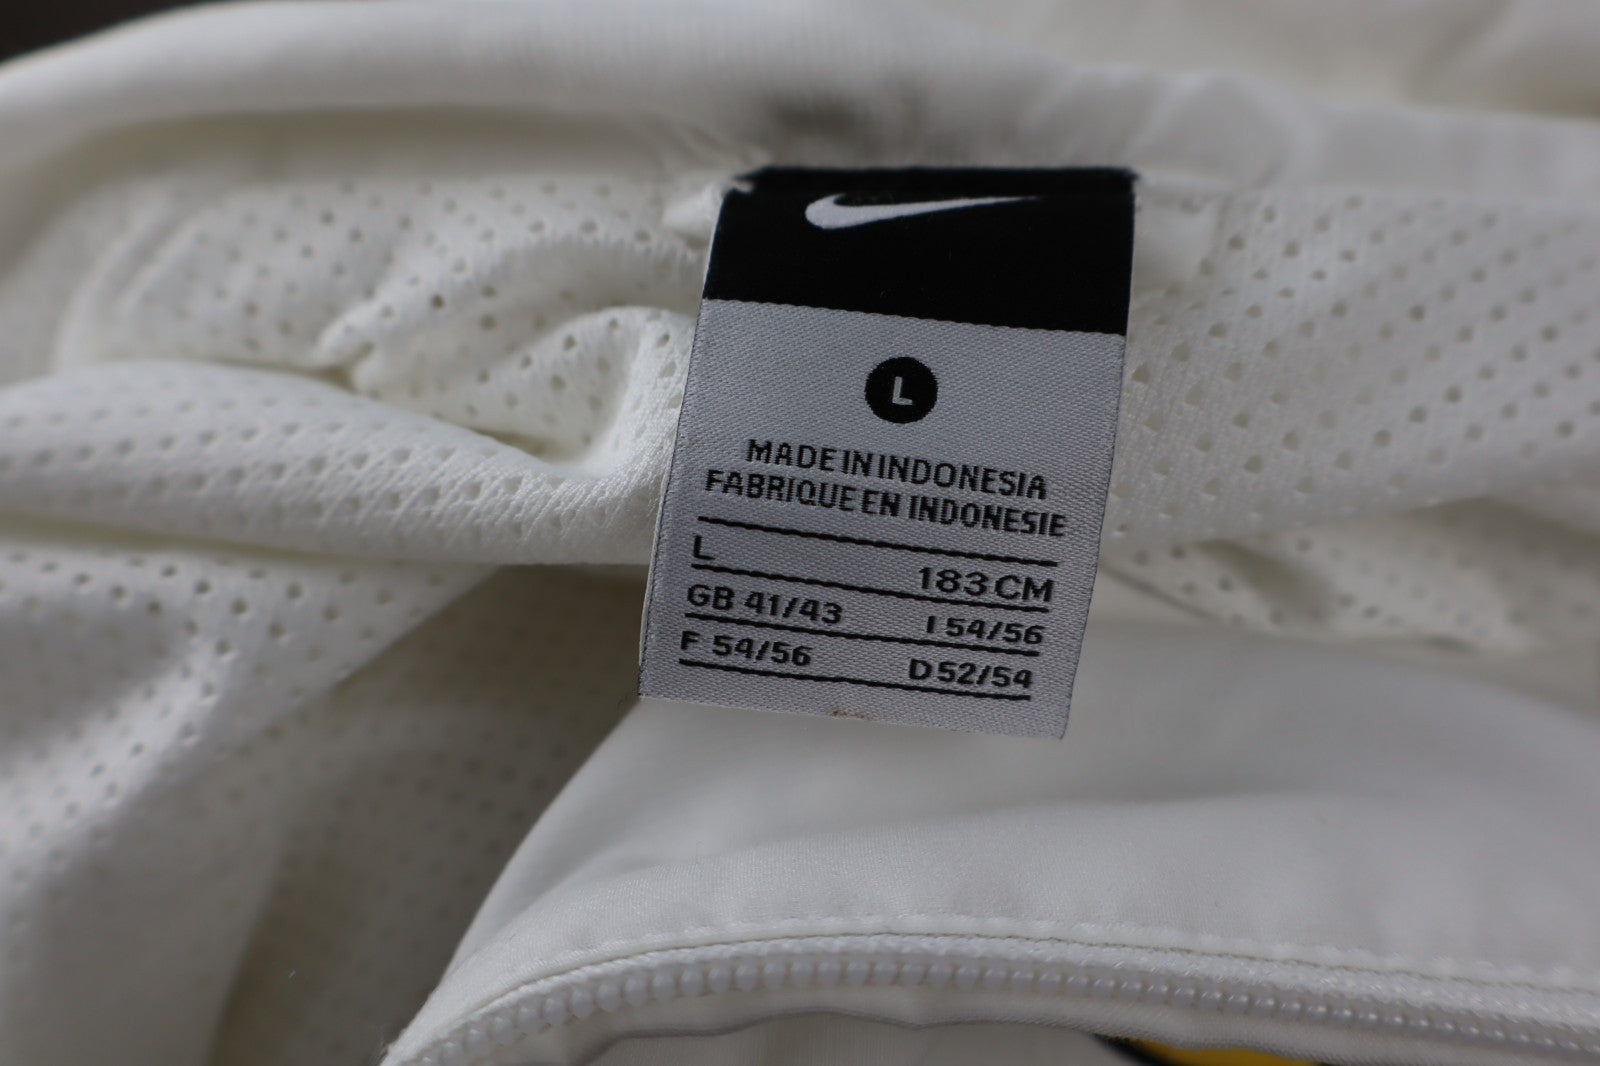 L
MADE IN INDONESIA
FABRIQUE EN INDONESIE
L 183 CM
GB 41/43 I 54/56
F 54/56 D 52/54